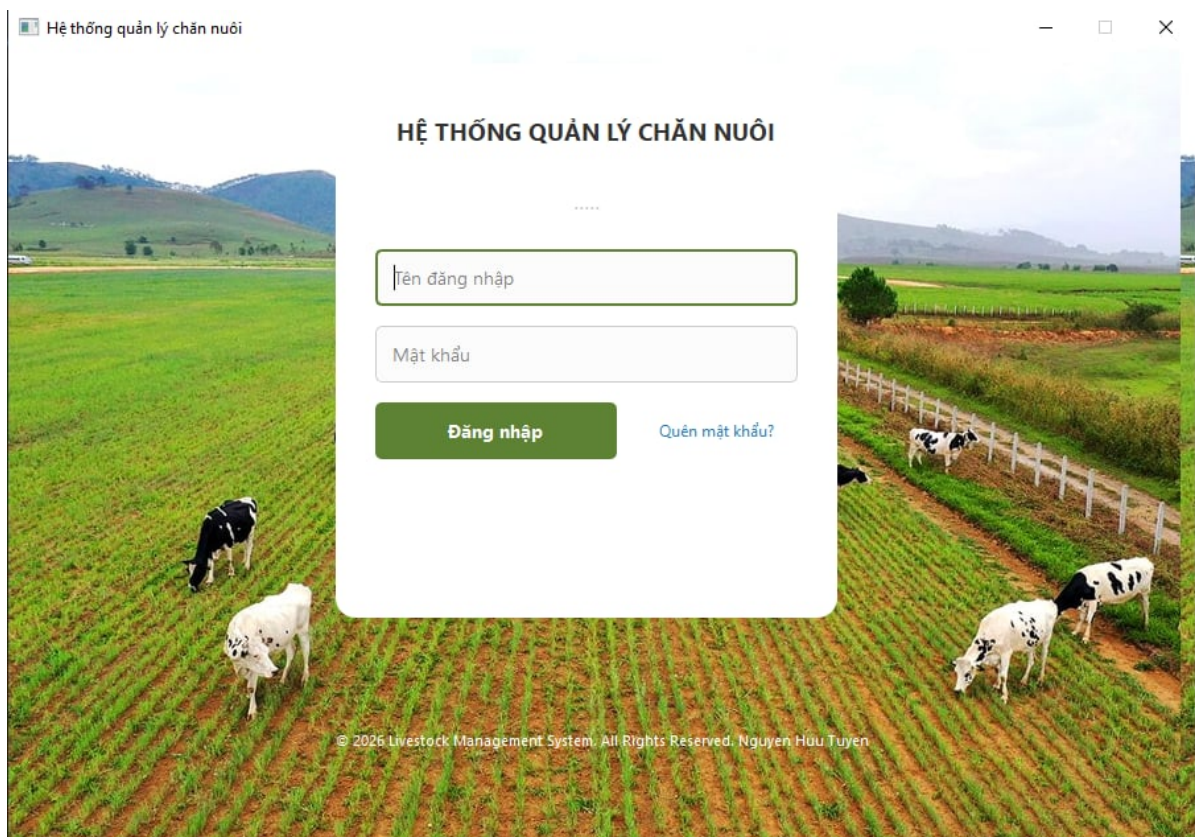 Hệ thống quản lý chăn nuôi
HỆ THỐNG QUẢN LÝ CHĂN NUÔI
.....
Tên đăng nhập
Mật khẩu
Đăng nhập
Quên mật khẩu?
© 2026 Livestock Management System. All Rights Reserved. Nguyen Huu Tuyen